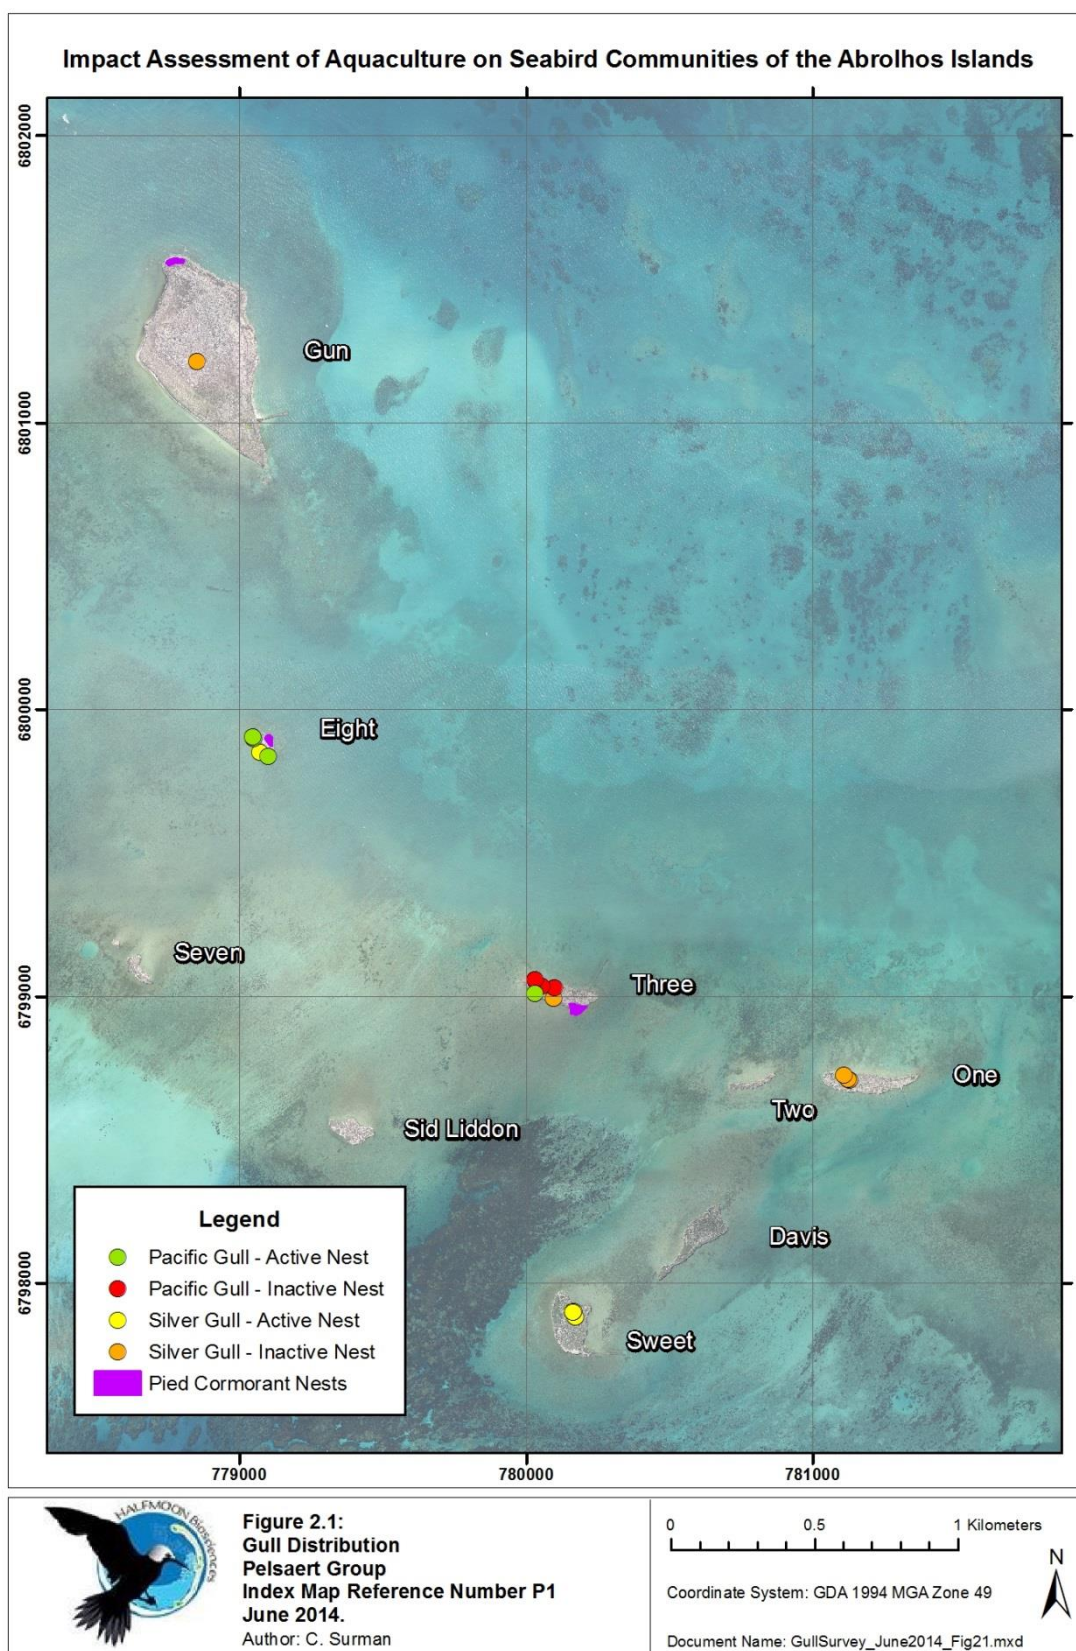 Impact Assessment of Aquaculture on Seabird Communities of the Abrolhos Islands
6802000
6801000
6800000
6799000
6798000
Gun
Eight
Seven
Three
One
Two
Sid Liddon
Davis
Sweet
Legend
Pacific Gull - Active Nest
Pacific Gull - Inactive Nest
Silver Gull - Active Nest
Silver Gull - Inactive Nest
Pied Cormorant Nests
779000 780000 781000
HALFMOON Biosciences
Figure 2.1:
Gull Distribution
Pelsaert Group
Index Map Reference Number P1
June 2014.
Author: C. Surman
0 0.5 1 Kilometers
N
Coordinate System: GDA 1994 MGA Zone 49
Document Name: GullSurvey_June2014_Fig21.mxd